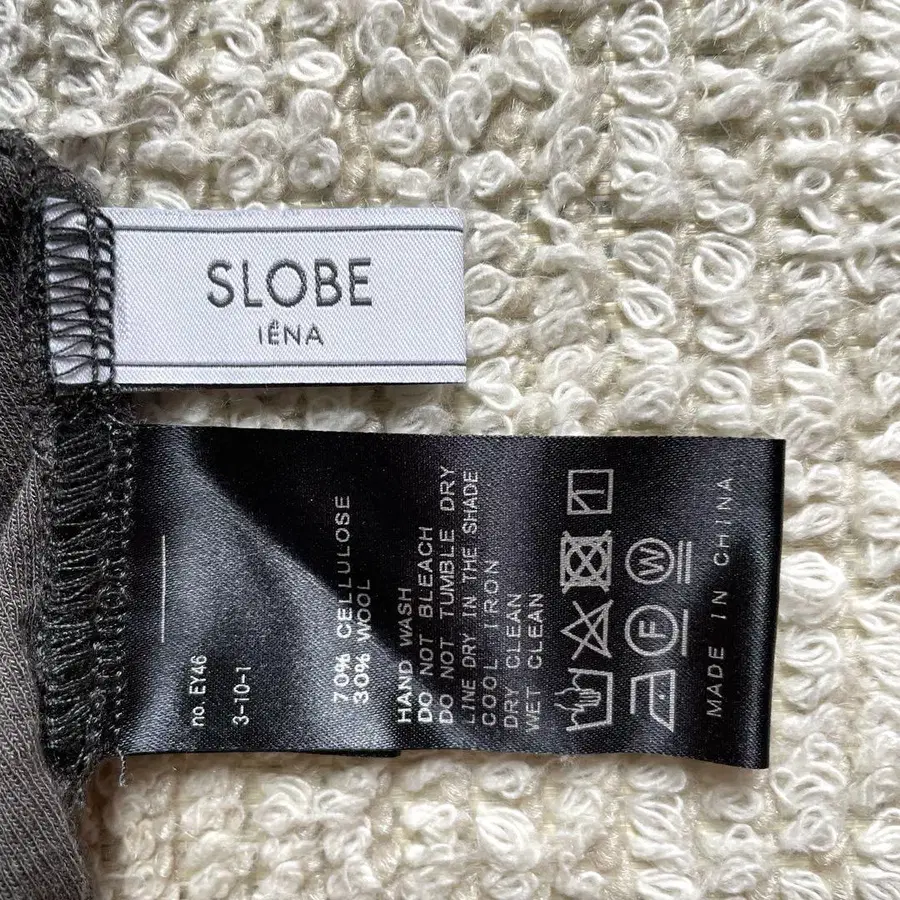 SLOBE
IËNA
no. EY46
3-10-1
70% CELLULOSE
30% WOOL
HAND WASH
DO NOT BLEACH
DO NOT TUMBLE DRY
LINE DRY IN THE SHADE
COOL IRON
DRY CLEAN
WET CLEAN
W
F
MADE IN CHINA